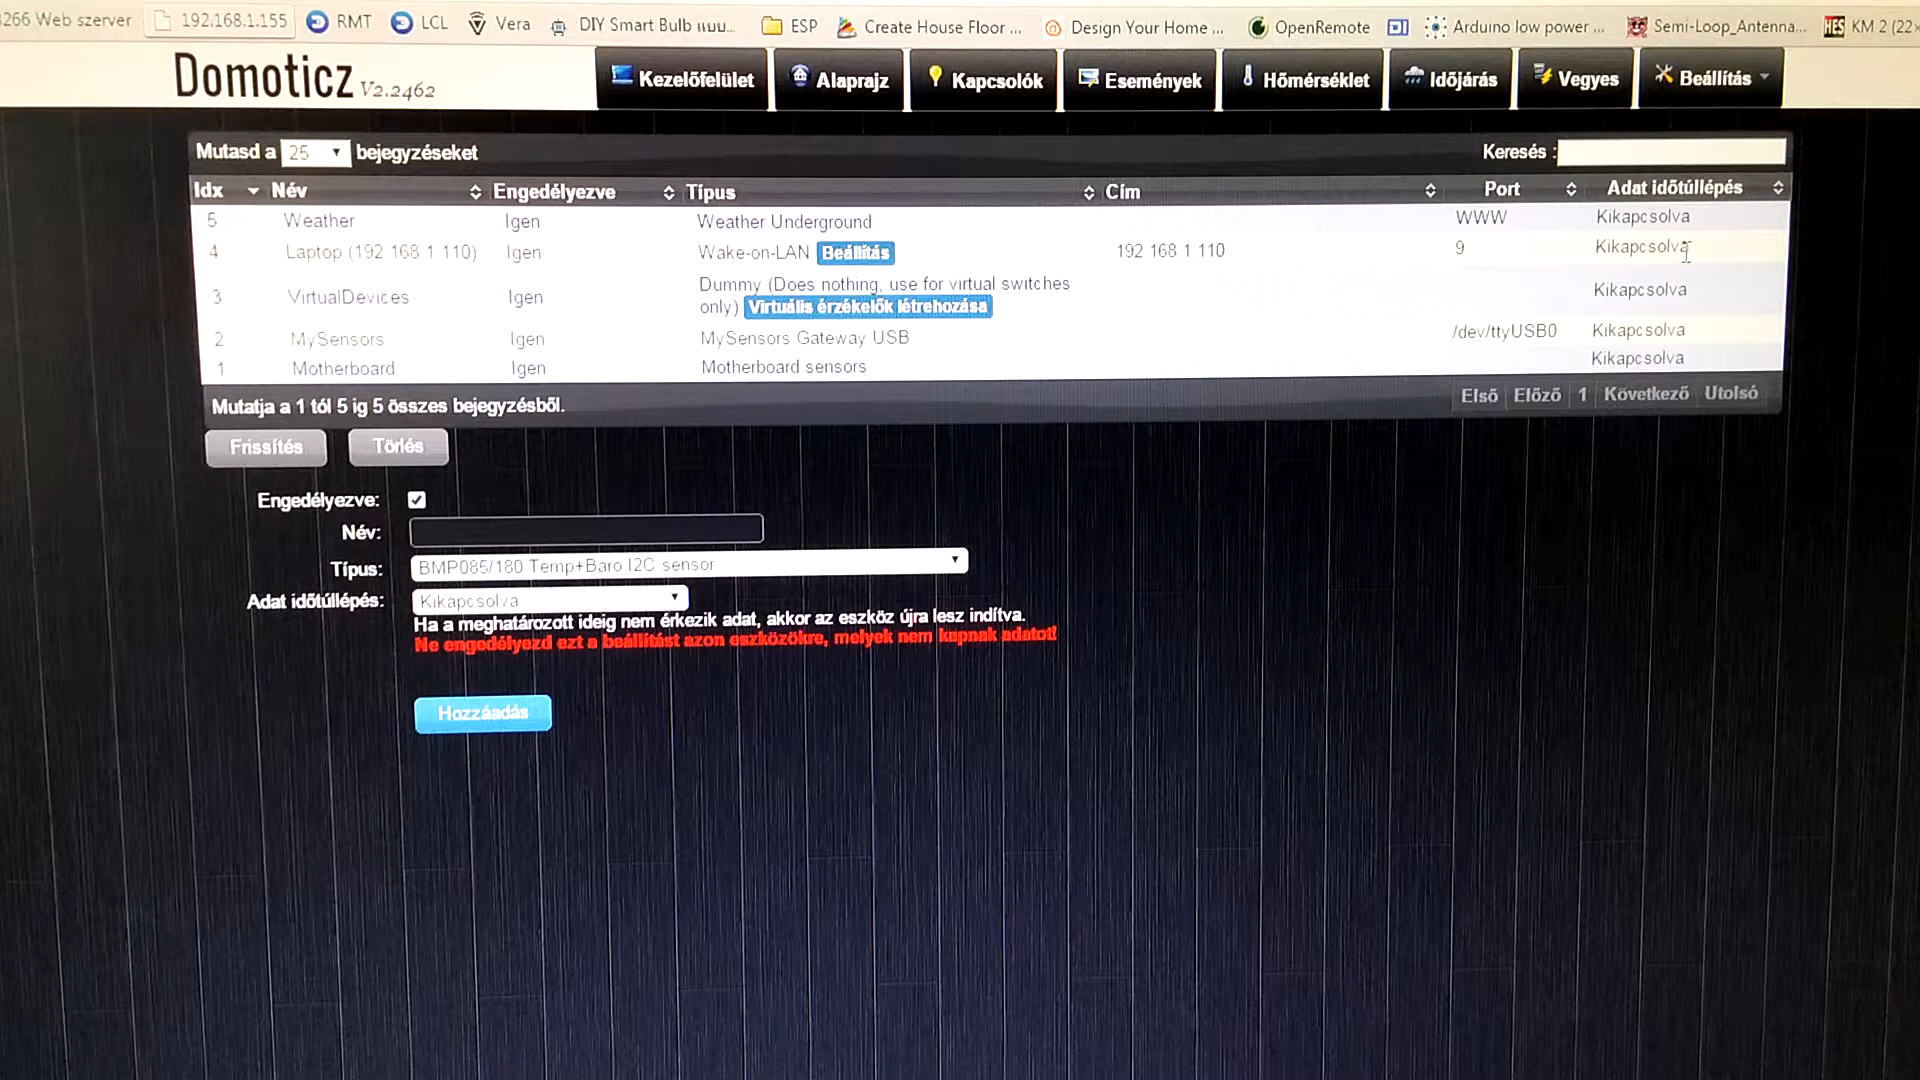 266 Web szerver 192.168.1.155 RMT LCL Vera DIY Smart Bulb แบบ... ESP Create House Floor ... Design Your Home ... OpenRemote Arduino low power ... Semi-Loop_Antenna... HES KM 2 (22x
Domoticz V2.2462 Kezelőfelület Alaprajz Kapcsolók Események Hőmérséklet Időjárás Vegyes Beállítás
Mutasd a 25 bejegyzéseket Keresés :
Idx Név Engedélyezve Típus Cím Port Adat időtúllépés
5 Weather Igen Weather Underground WWW Kikapcsolva
4 Laptop (192 168 1 110) Igen Wake-on-LAN Beállítás 192 168 1 110 9 Kikapcsolva
3 VirtualDevices Igen Dummy (Does nothing, use for virtual switches only) Virtuális érzékelők létrehozása Kikapcsolva
2 MySensors Igen MySensors Gateway USB /dev/ttyUSB0 Kikapcsolva
1 Motherboard Igen Motherboard sensors Kikapcsolva
Mutatja a 1 tól 5 ig 5 összes bejegyzésből. Első Előző 1 Következő Utolsó
Frissítés Törlés
Engedélyezve:
Név:
Típus: BMP085/180 Temp+Baro I2C sensor
Adat időtúllépés: Kikapcsolva
Ha a meghatározott ideig nem érkezik adat, akkor az eszköz újra lesz indítva.
Ne engedélyezd ezt a beállítást azon eszközökre, melyek nem kapnak adatot!
Hozzáadás